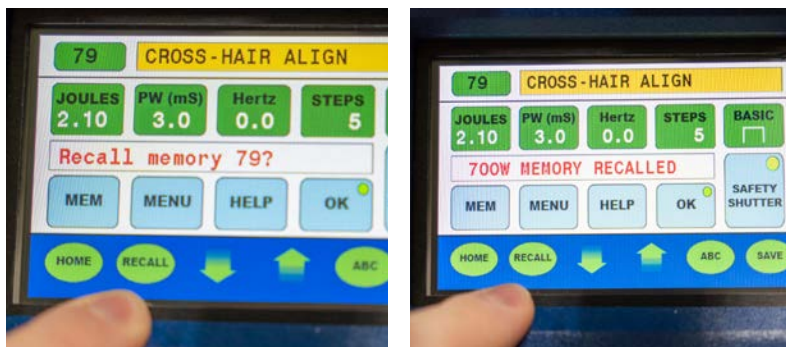 79 CROSS-HAIR ALIGN
JOULES PW (mS) Hertz STEPS
2.10 3.0 0.0 5
Recall memory 79?
MEM MENU HELP OK
HOME RECALL ABC
79 CROSS-HAIR ALIGN
JOULES PW (mS) Hertz STEPS BASIC
2.10 3.0 0.0 5
700W MEMORY RECALLED
MEM MENU HELP OK SAFETY SHUTTER
HOME RECALL ABC SAVE